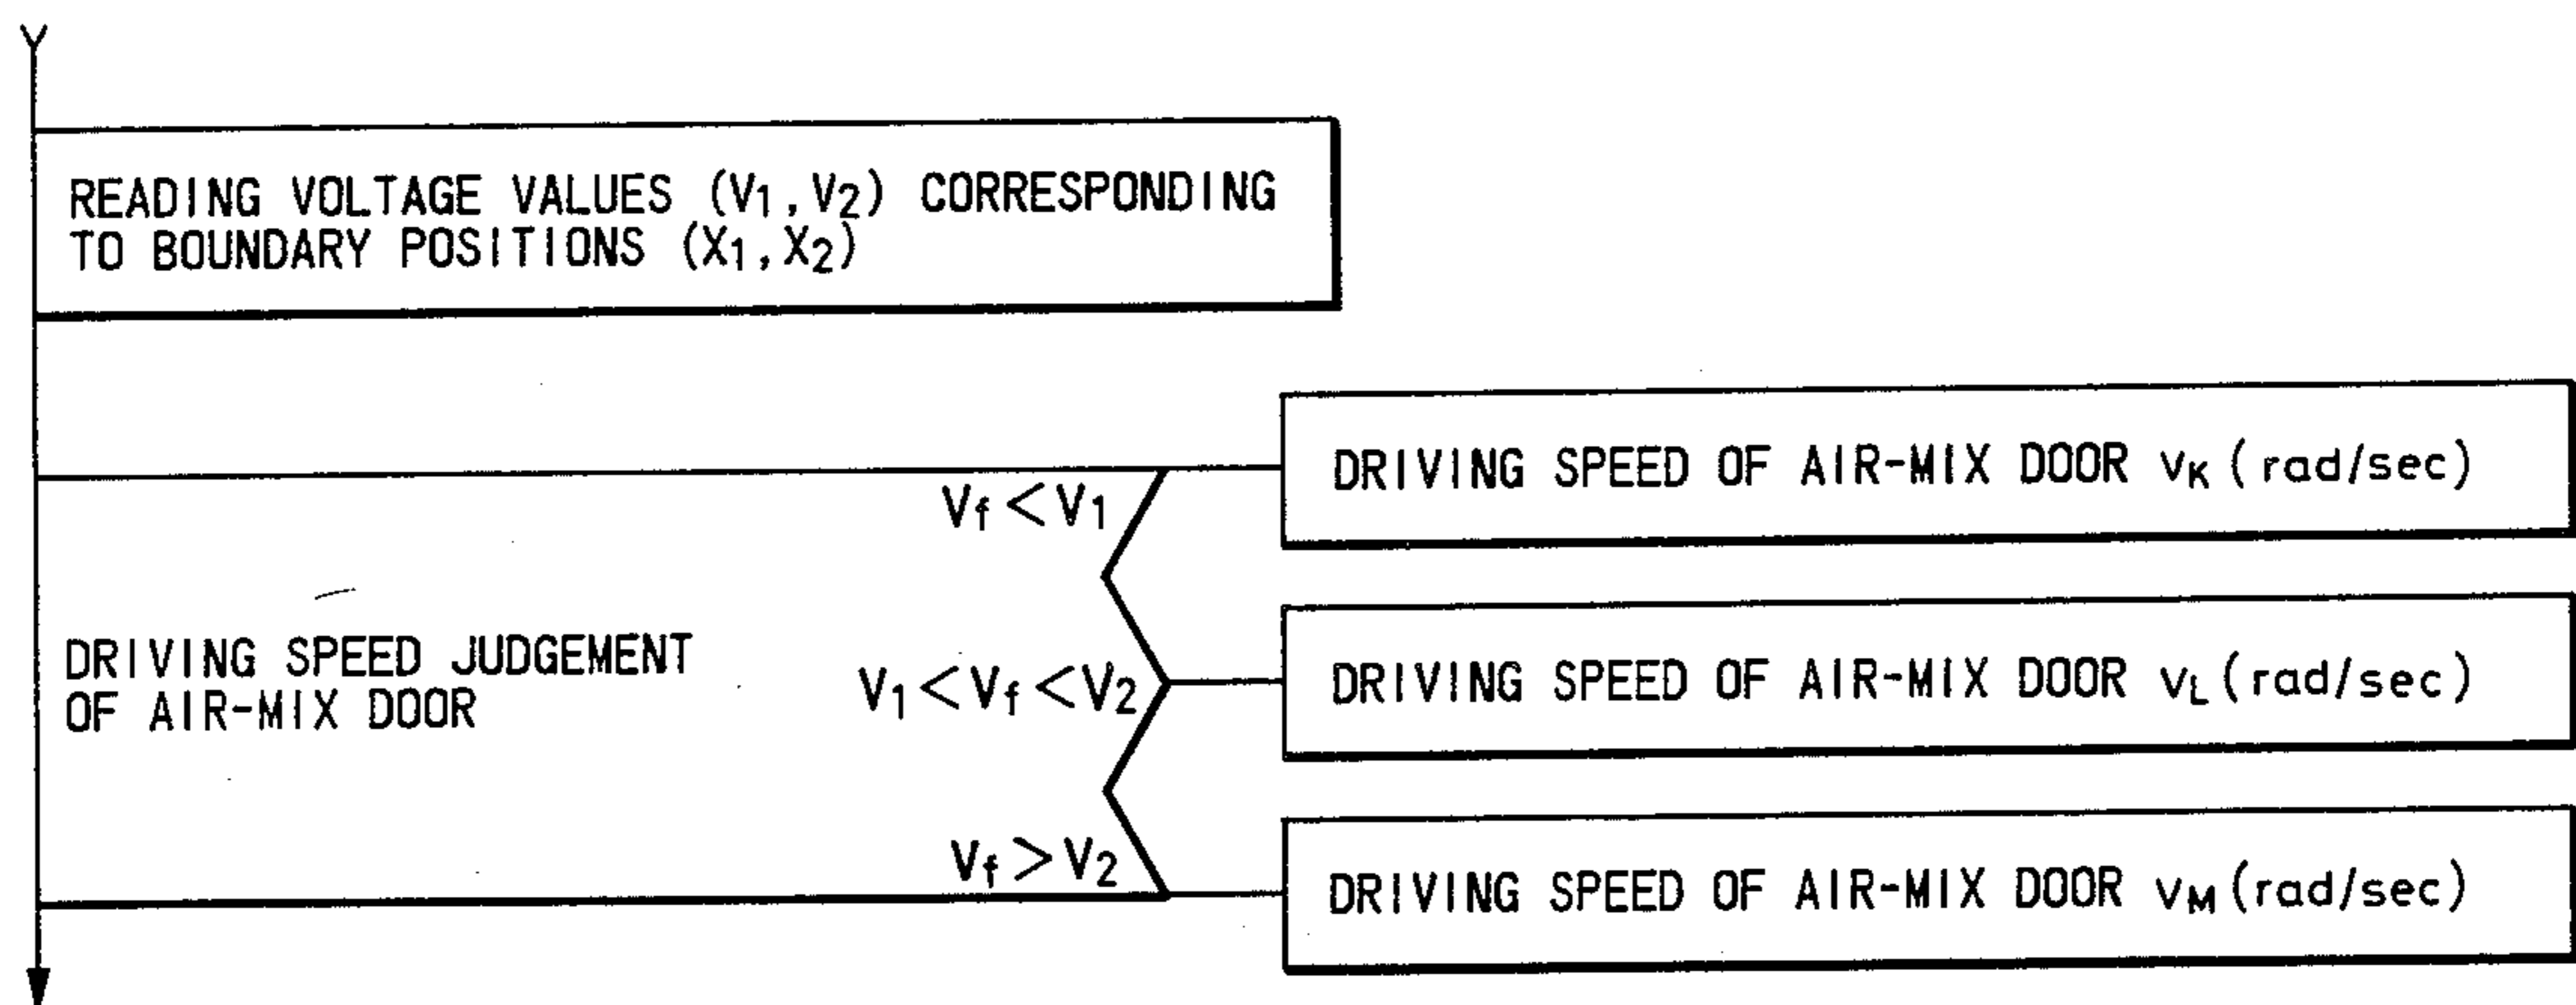 READING VOLTAGE VALUES (V1,V2) CORRESPONDING
TO BOUNDARY POSITIONS (X1,X2)
Vf<V1
DRIVING SPEED OF AIR-MIX DOOR vK (rad/sec)
DRIVING SPEED JUDGEMENT
OF AIR-MIX DOOR
V1<Vf<V2
DRIVING SPEED OF AIR-MIX DOOR vL (rad/sec)
Vf>V2
DRIVING SPEED OF AIR-MIX DOOR vM (rad/sec)